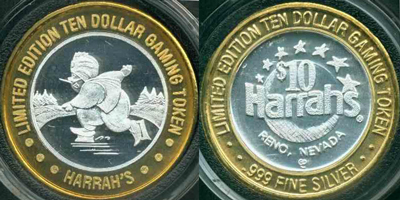 LIMITED EDITION TEN DOLLAR GAMING TOKEN
HARRAH'S
LIMITED EDITION TEN DOLLAR GAMING TOKEN
$10
Harrah's®
RENO, NEVADA
.999 FINE SILVER